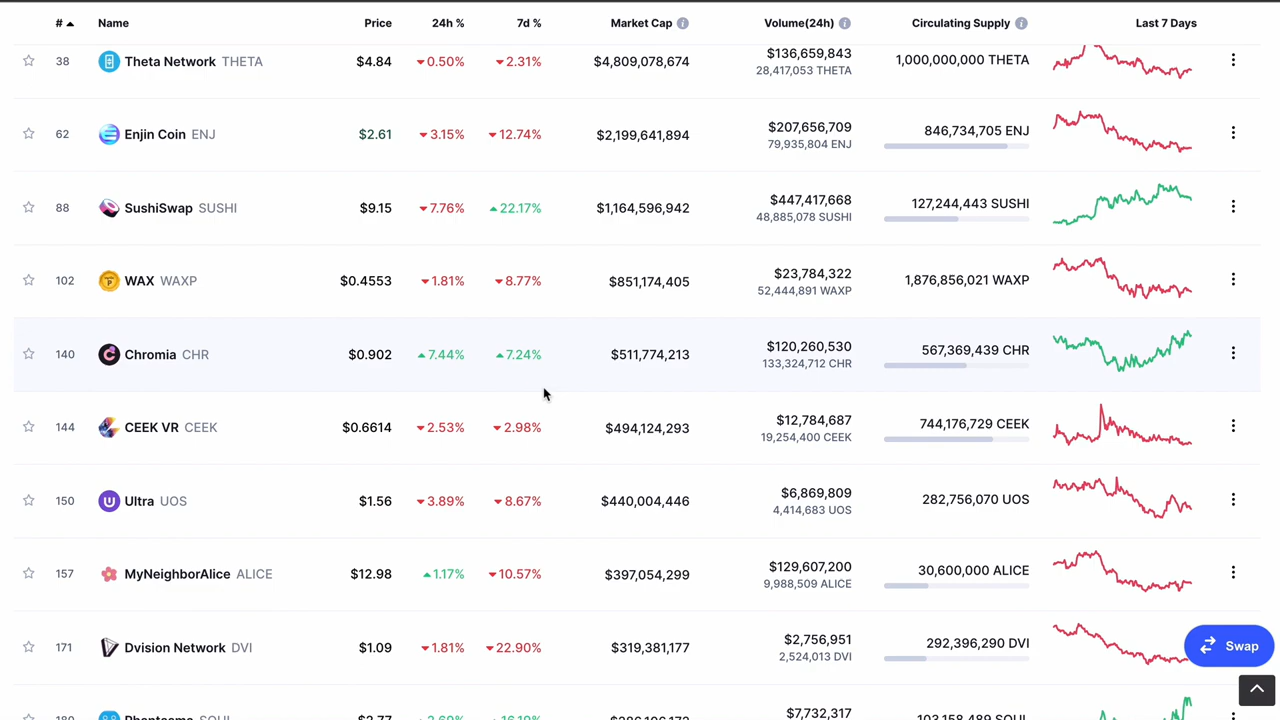 # Name Price 24h % 7d % Market Cap Volume(24h) Circulating Supply Last 7 Days
38 Theta Network THETA $4.84 0.50% 2.31% $4,809,078,674 $136,659,843 1,000,000,000 THETA
28,417,053 THETA
62 Enjin Coin ENJ $2.61 3.15% 12.74% $2,199,641,894 $207,656,709 846,734,705 ENJ
79,935,804 ENJ
88 SushiSwap SUSHI $9.15 7.76% 22.17% $1,164,596,942 $447,417,668 127,244,443 SUSHI
48,885,078 SUSHI
102 WAX WAXP $0.4553 1.81% 8.77% $851,174,405 $23,784,322 1,876,856,021 WAXP
52,444,891 WAXP
140 Chromia CHR $0.902 7.44% 7.24% $511,774,213 $120,260,530 567,369,439 CHR
133,324,712 CHR
144 CEEK VR CEEK $0.6614 2.53% 2.98% $494,124,293 $12,784,687 744,176,729 CEEK
19,254,400 CEEK
150 Ultra UOS $1.56 3.89% 8.67% $440,004,446 $6,869,809 282,756,070 UOS
4,414,683 UOS
157 MyNeighborAlice ALICE $12.98 1.17% 10.57% $397,054,299 $129,607,200 30,600,000 ALICE
9,988,509 ALICE
171 Dvision Network DVI $1.09 1.81% 22.90% $319,381,177 $2,756,951 292,396,290 DVI
2,524,013 DVI
Swap
$7,732,317